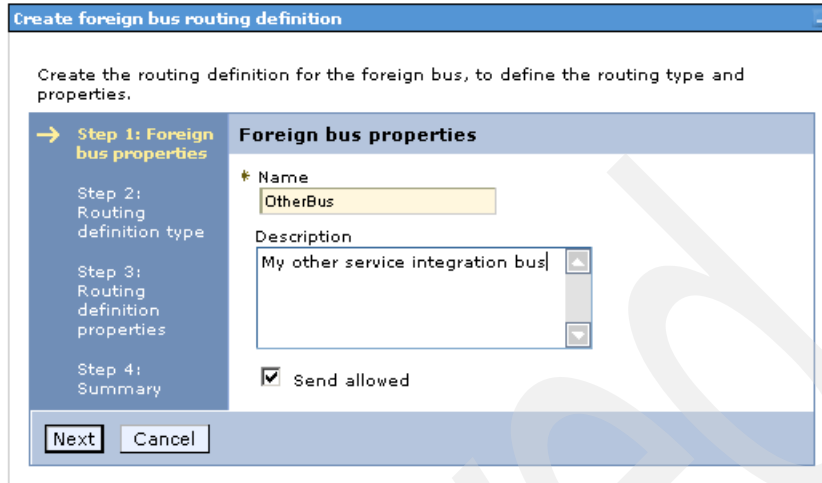 Create foreign bus routing definition
Create the routing definition for the foreign bus, to define the routing type and
properties.
Step 1: Foreign
bus properties
Step 2:
Routing
definition type
Step 3:
Routing
definition
properties
Step 4:
Summary
Foreign bus properties
* Name
OtherBus
Description
My other service integration bus
Send allowed
Next
Cancel